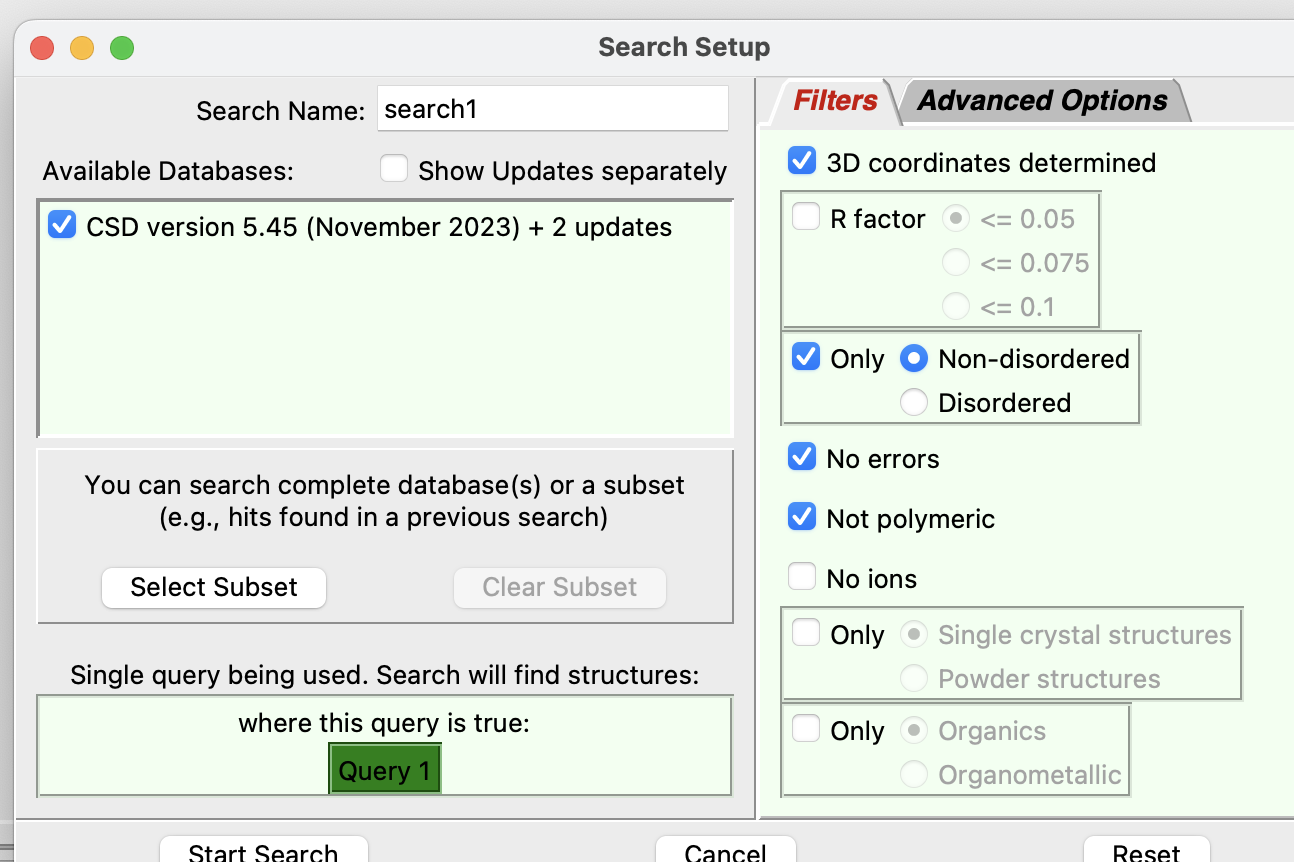 Search Setup
Search Name: search1
Available Databases: Show Updates separately
CSD version 5.45 (November 2023) + 2 updates
You can search complete database(s) or a subset
(e.g., hits found in a previous search)
Select Subset Clear Subset
Single query being used. Search will find structures:
where this query is true:
Query 1
Filters Advanced Options
3D coordinates determined
R factor <= 0.05
<= 0.075
<= 0.1
Only Non-disordered
Disordered
No errors
Not polymeric
No ions
Only Single crystal structures
Powder structures
Only Organics
Organometallic
Start Search Cancel Reset